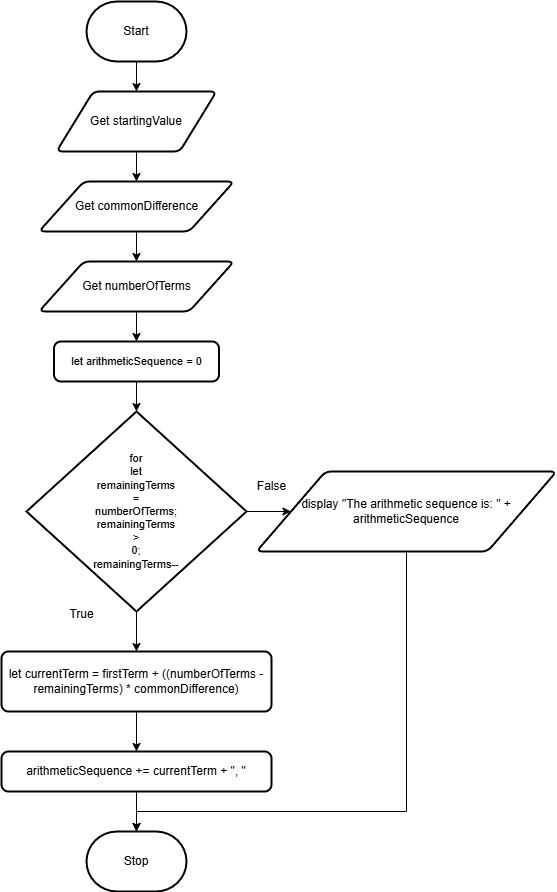 Start
Get startingValue
Get commonDifference
Get numberOfTerms
let arithmeticSequence = 0
for
let
remainingTerms
=
numberOfTerms;
remainingTerms
>
0;
remainingTerms--
False
display "The arithmetic sequence is: " +
arithmeticSequence
True
let currentTerm = firstTerm + ((numberOfTerms -
remainingTerms) * commonDifference)
arithmeticSequence += currentTerm + ", "
Stop